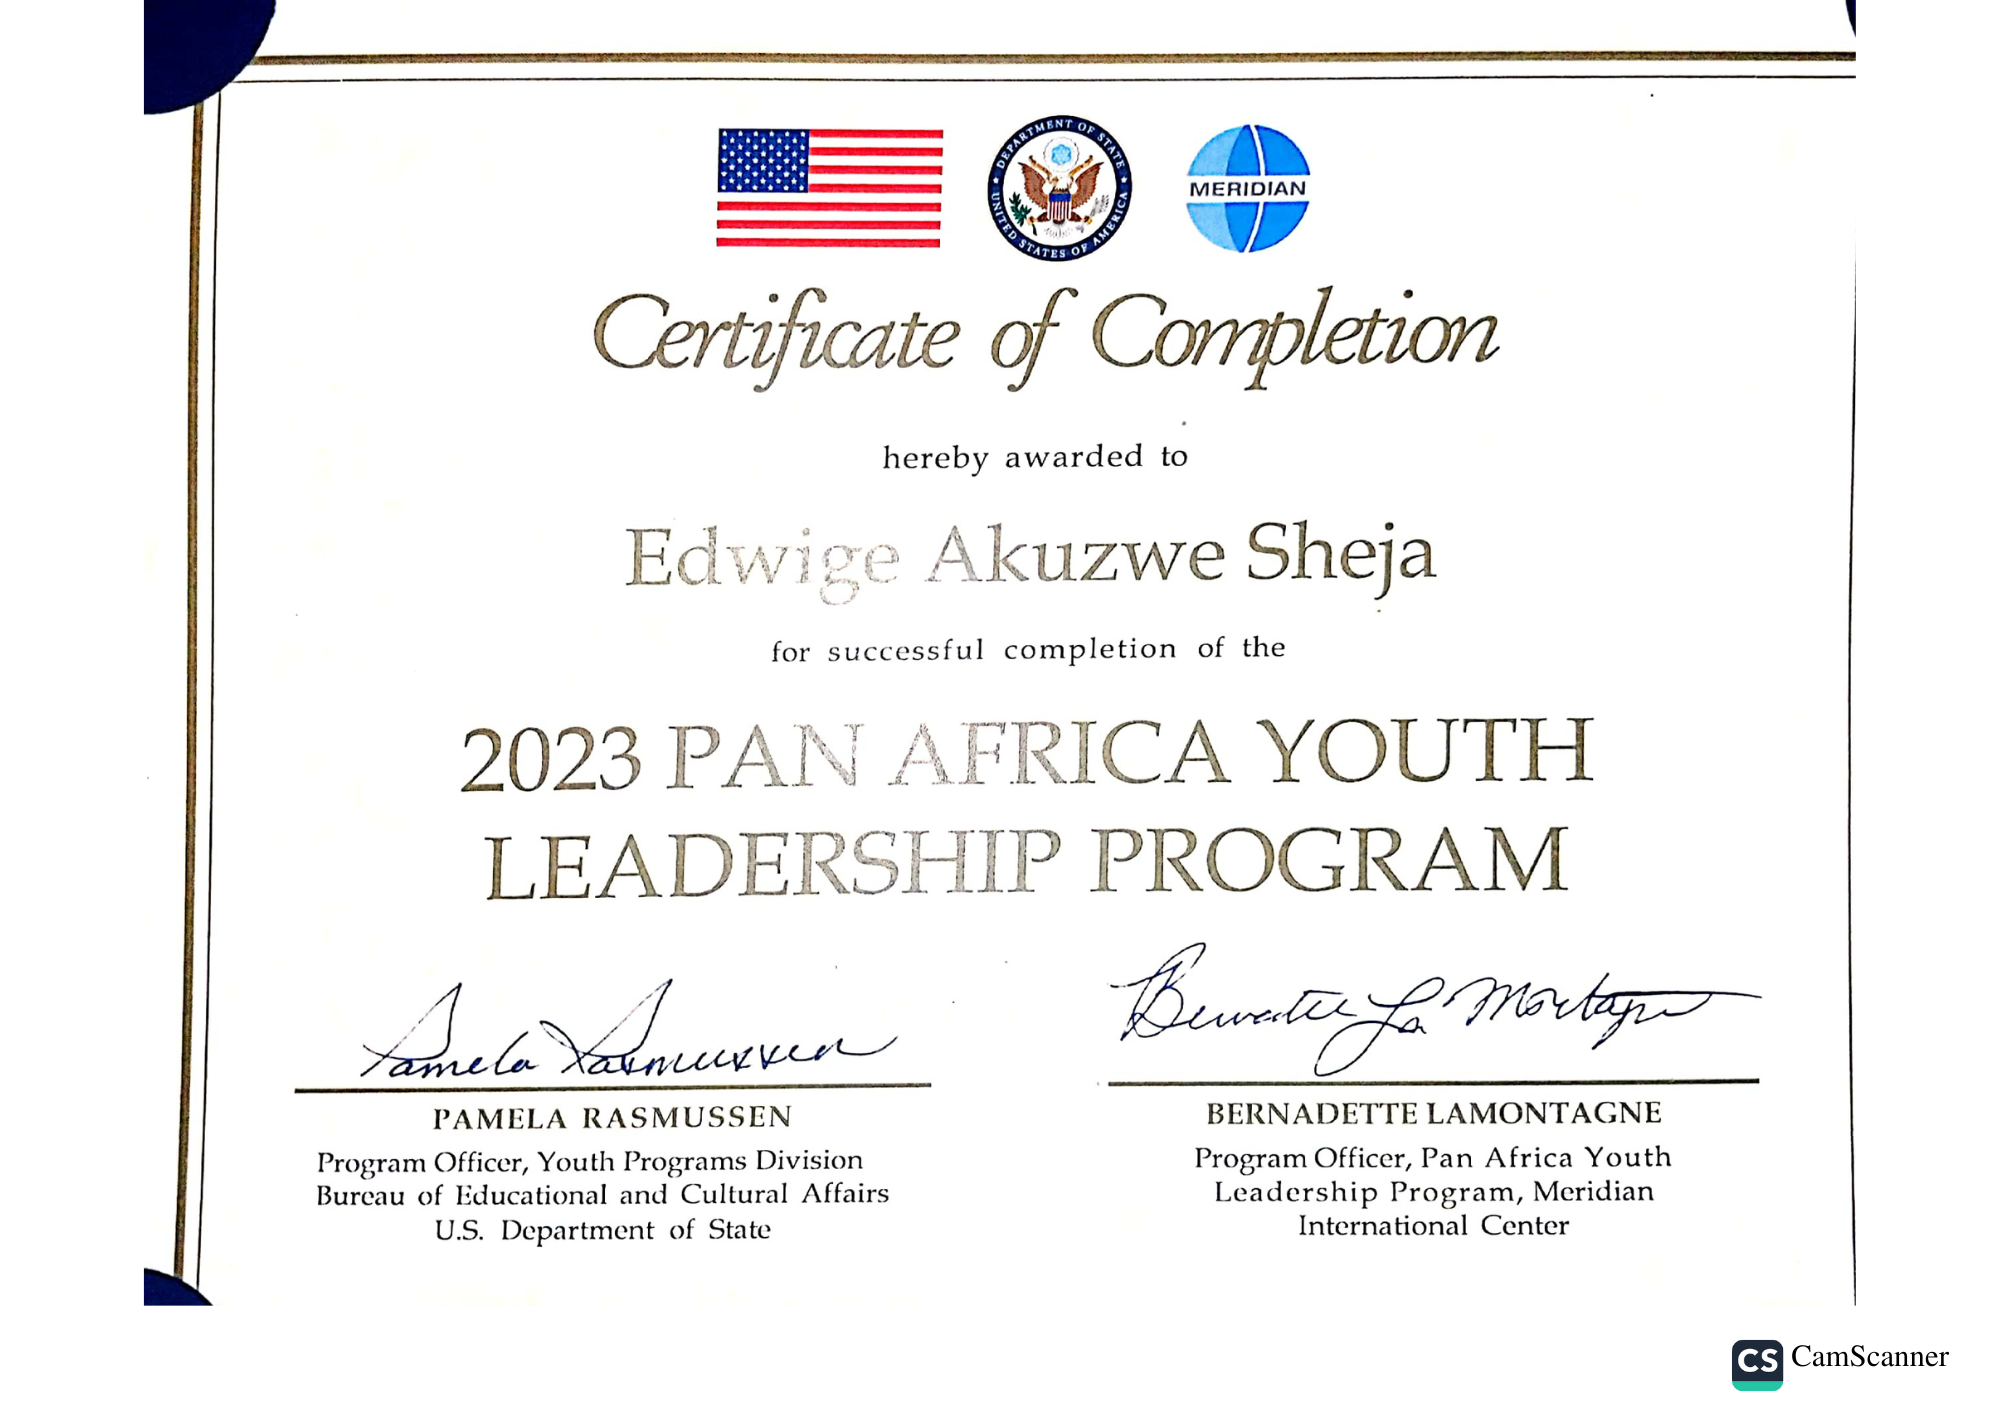 DEPARTMENT OF STATE
UNITED STATES OF AMERICA
MERIDIAN
Certificate of Completion
hereby awarded to
Edwige Akuzwe Sheja
for successful completion of the
2023 PAN AFRICA YOUTH
LEADERSHIP PROGRAM
Pamela Rasmussen
Bernadette LaMontagne
PAMELA RASMUSSEN
Program Officer, Youth Programs Division
Bureau of Educational and Cultural Affairs
U.S. Department of State
BERNADETTE LAMONTAGNE
Program Officer, Pan Africa Youth
Leadership Program, Meridian
International Center
CS CamScanner